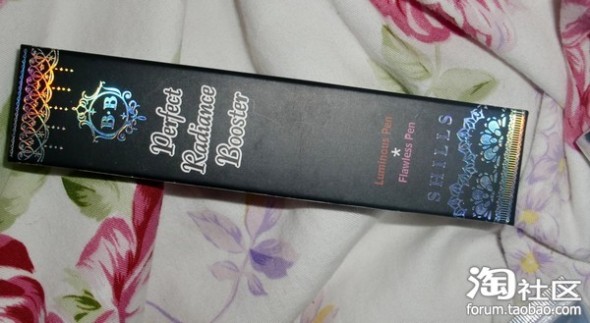 B·B
Perfect
Radiance
Booster
Luminous Pen
*
Flawless Pen
SHILLS
淘社区
forum.taobao.com